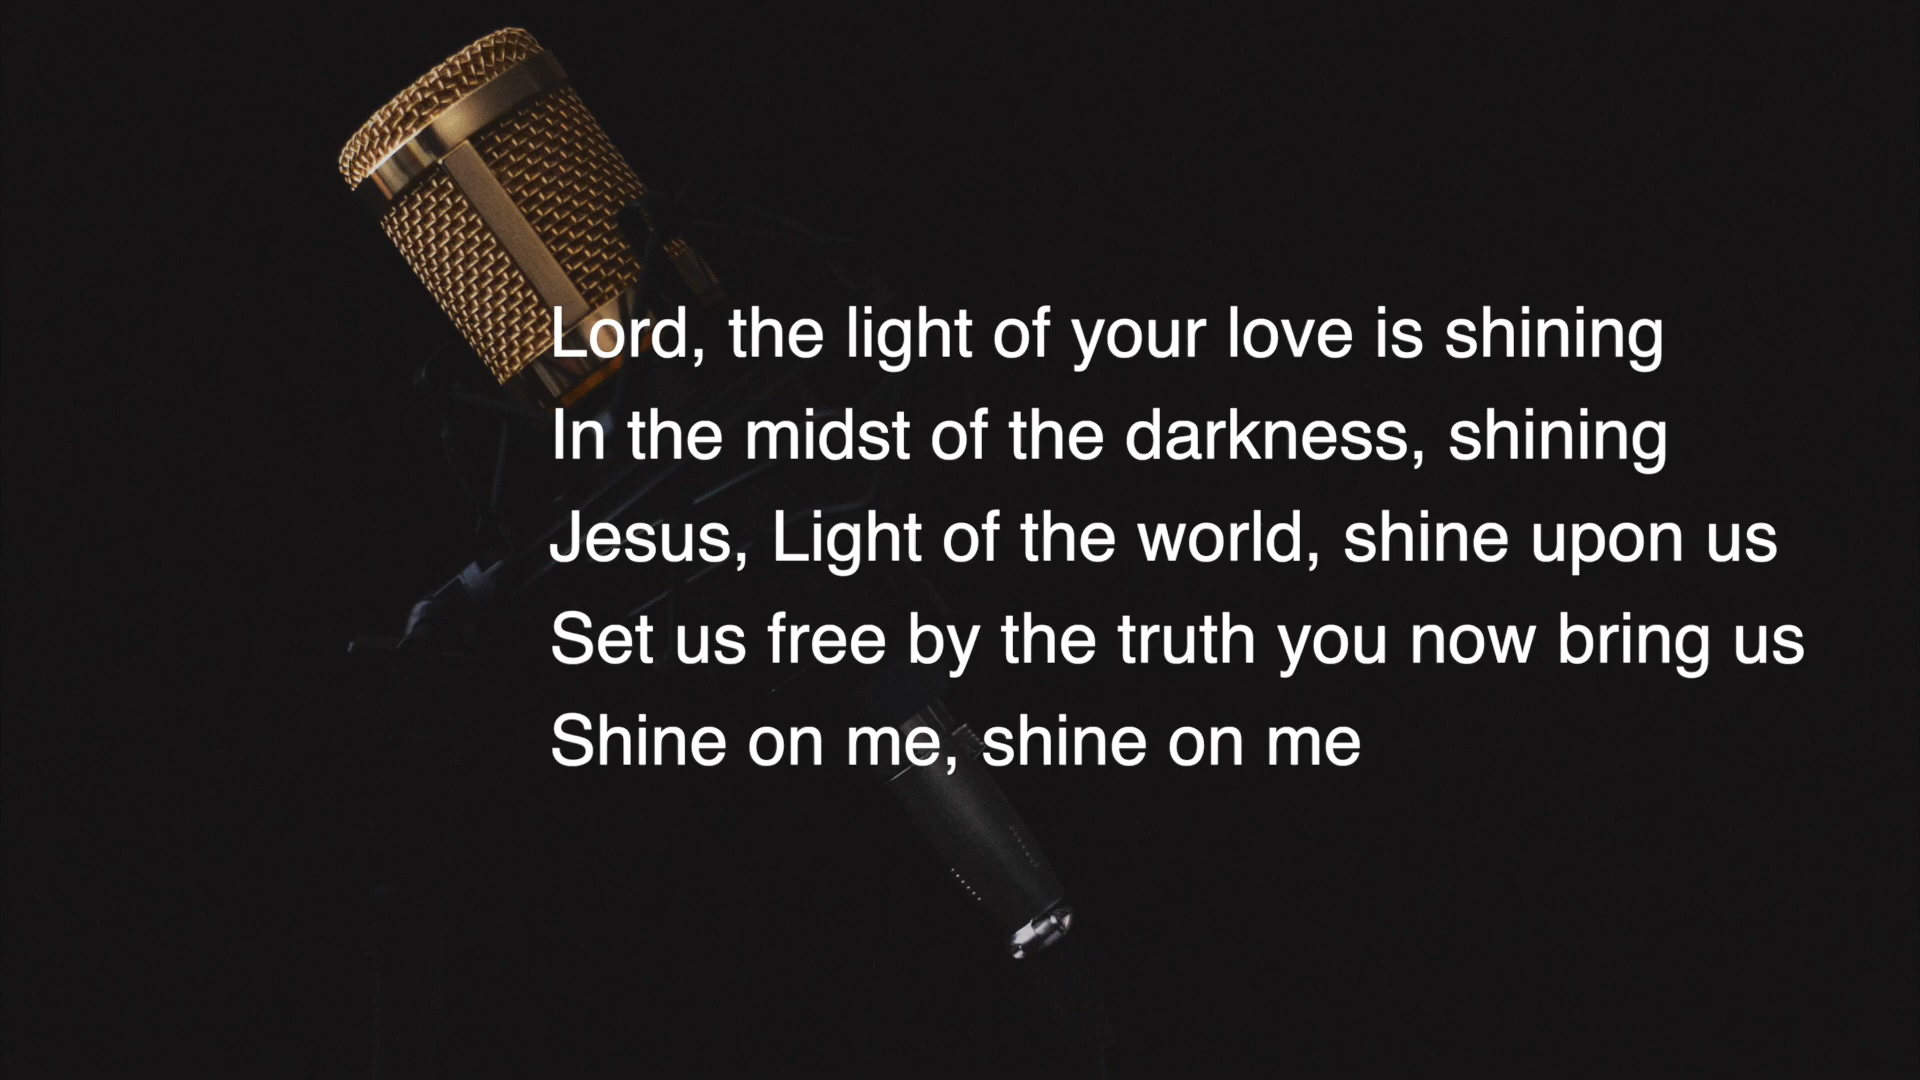 Lord, the light of your love is shining
In the midst of the darkness, shining
Jesus, Light of the world, shine upon us
Set us free by the truth you now bring us
Shine on me, shine on me